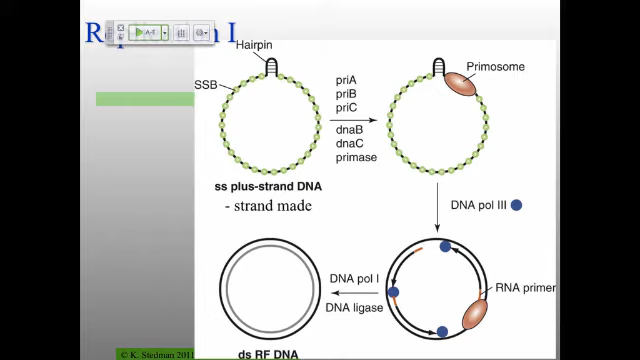 A-E
Hairpin
SSB
priA
priB
priC
dnaB
dnaC
primase
Primosome
ss plus-strand DNA
- strand made
DNA pol III
DNA pol I
DNA ligase
RNA primer
ds RF DNA
© K. Stedman 2011